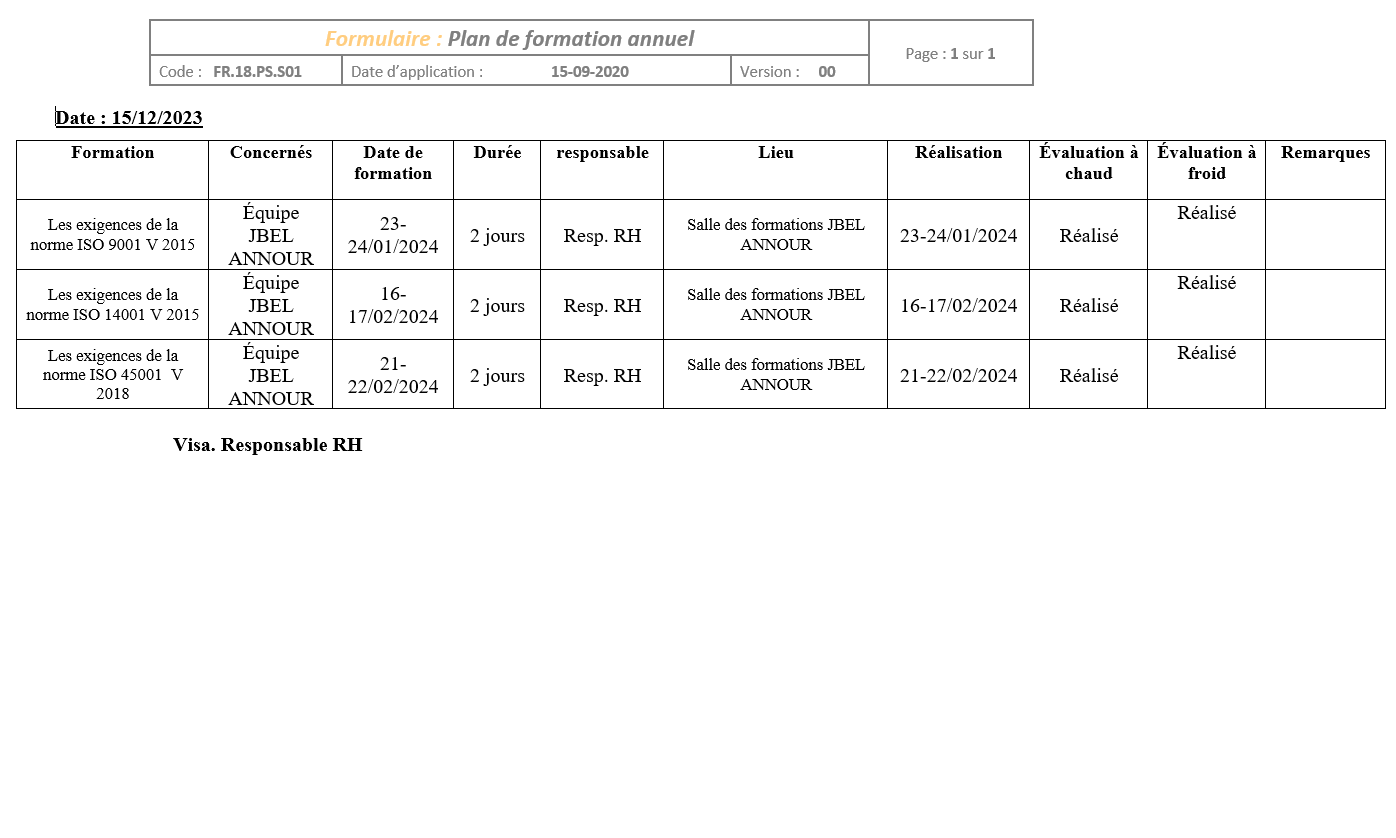 Formulaire : Plan de formation annuel
Page : 1 sur 1
Code : FR.18.PS.S01
Date d’application : 15-09-2020
Version : 00
Date : 15/12/2023
Formation
Concernés
Date de
formation
Durée
responsable
Lieu
Réalisation
Évaluation à
chaud
Évaluation à
froid
Remarques
Les exigences de la
norme ISO 9001 V 2015
Équipe
JBEL
ANNOUR
23-
24/01/2024
2 jours
Resp. RH
Salle des formations JBEL
ANNOUR
23-24/01/2024
Réalisé
Réalisé
Les exigences de la
norme ISO 14001 V 2015
Équipe
JBEL
ANNOUR
16-
17/02/2024
2 jours
Resp. RH
Salle des formations JBEL
ANNOUR
16-17/02/2024
Réalisé
Réalisé
Les exigences de la
norme ISO 45001 V
2018
Équipe
JBEL
ANNOUR
21-
22/02/2024
2 jours
Resp. RH
Salle des formations JBEL
ANNOUR
21-22/02/2024
Réalisé
Réalisé
Visa. Responsable RH